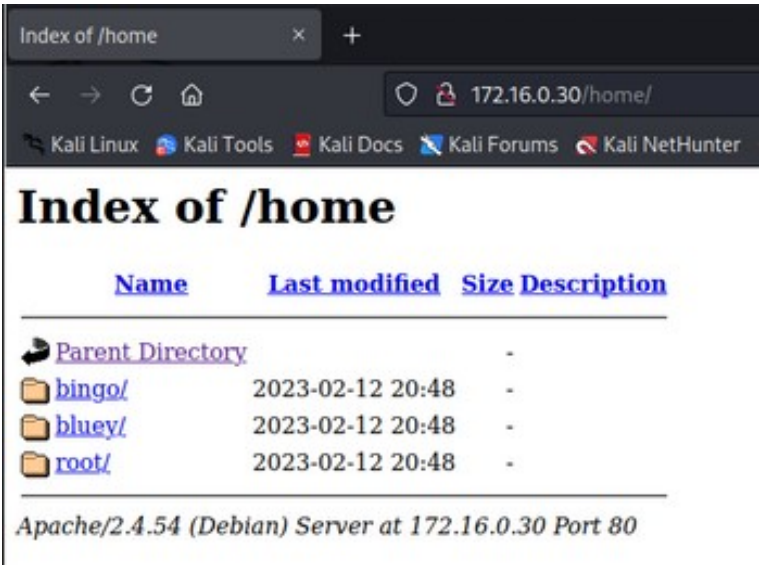 Index of /home
172.16.0.30/home/
Kali Linux Kali Tools Kali Docs Kali Forums Kali NetHunter
Index of /home
Name Last modified Size Description
Parent Directory -
bingo/ 2023-02-12 20:48 -
bluey/ 2023-02-12 20:48 -
root/ 2023-02-12 20:48 -
Apache/2.4.54 (Debian) Server at 172.16.0.30 Port 80